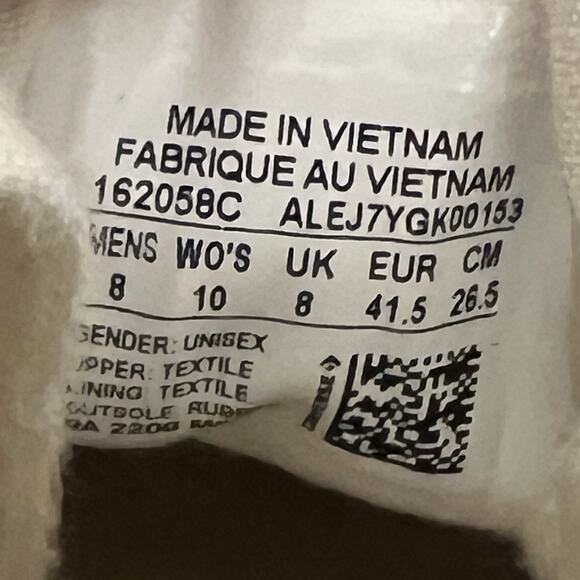 MADE IN VIETNAM
FABRIQUE AU VIETNAM
162058C ALEJ7YGK00153
MENS WO'S UK EUR CM
8 10 8 41.5 26.5
GENDER: UNISEX
UPPER: TEXTILE
LINING TEXTILE
OUTSOLE